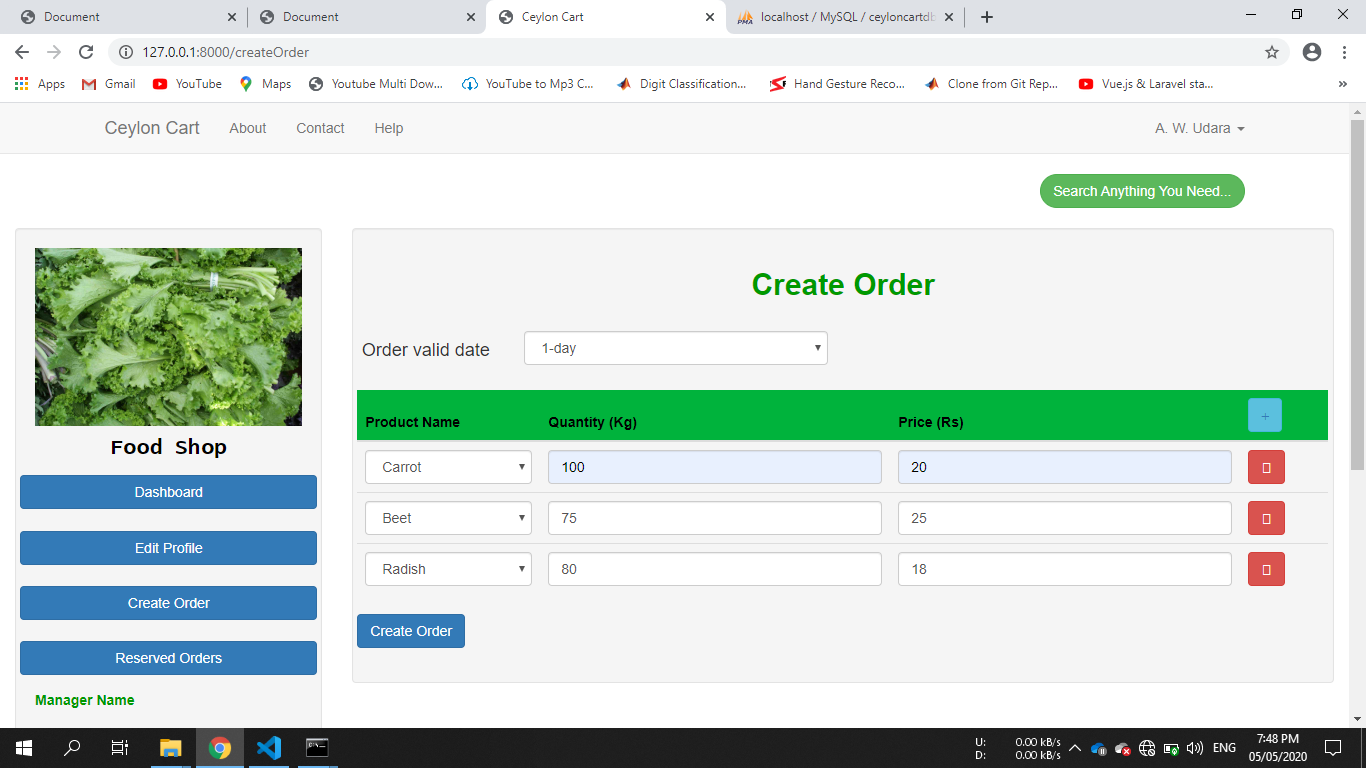 Document
Document
Ceylon Cart
localhost / MySQL / ceyloncartdb
127.0.0.1:8000/createOrder
Apps
Gmail
YouTube
Maps
Youtube Multi Dow...
YouTube to Mp3 C...
Digit Classification...
Hand Gesture Reco...
Clone from Git Rep...
Vue.js & Laravel sta...
Ceylon Cart About Contact Help A. W. Udara
Search Anything You Need...
Food Shop
Dashboard
Edit Profile
Create Order
Reserved Orders
Manager Name
Create Order
Order valid date 1-day
Product Name Quantity (Kg) Price (Rs) +
Carrot 100 20
Beet 75 25
Radish 80 18
Create Order
U: 0.00 kB/s
D: 0.00 kB/s
ENG
7:48 PM
05/05/2020